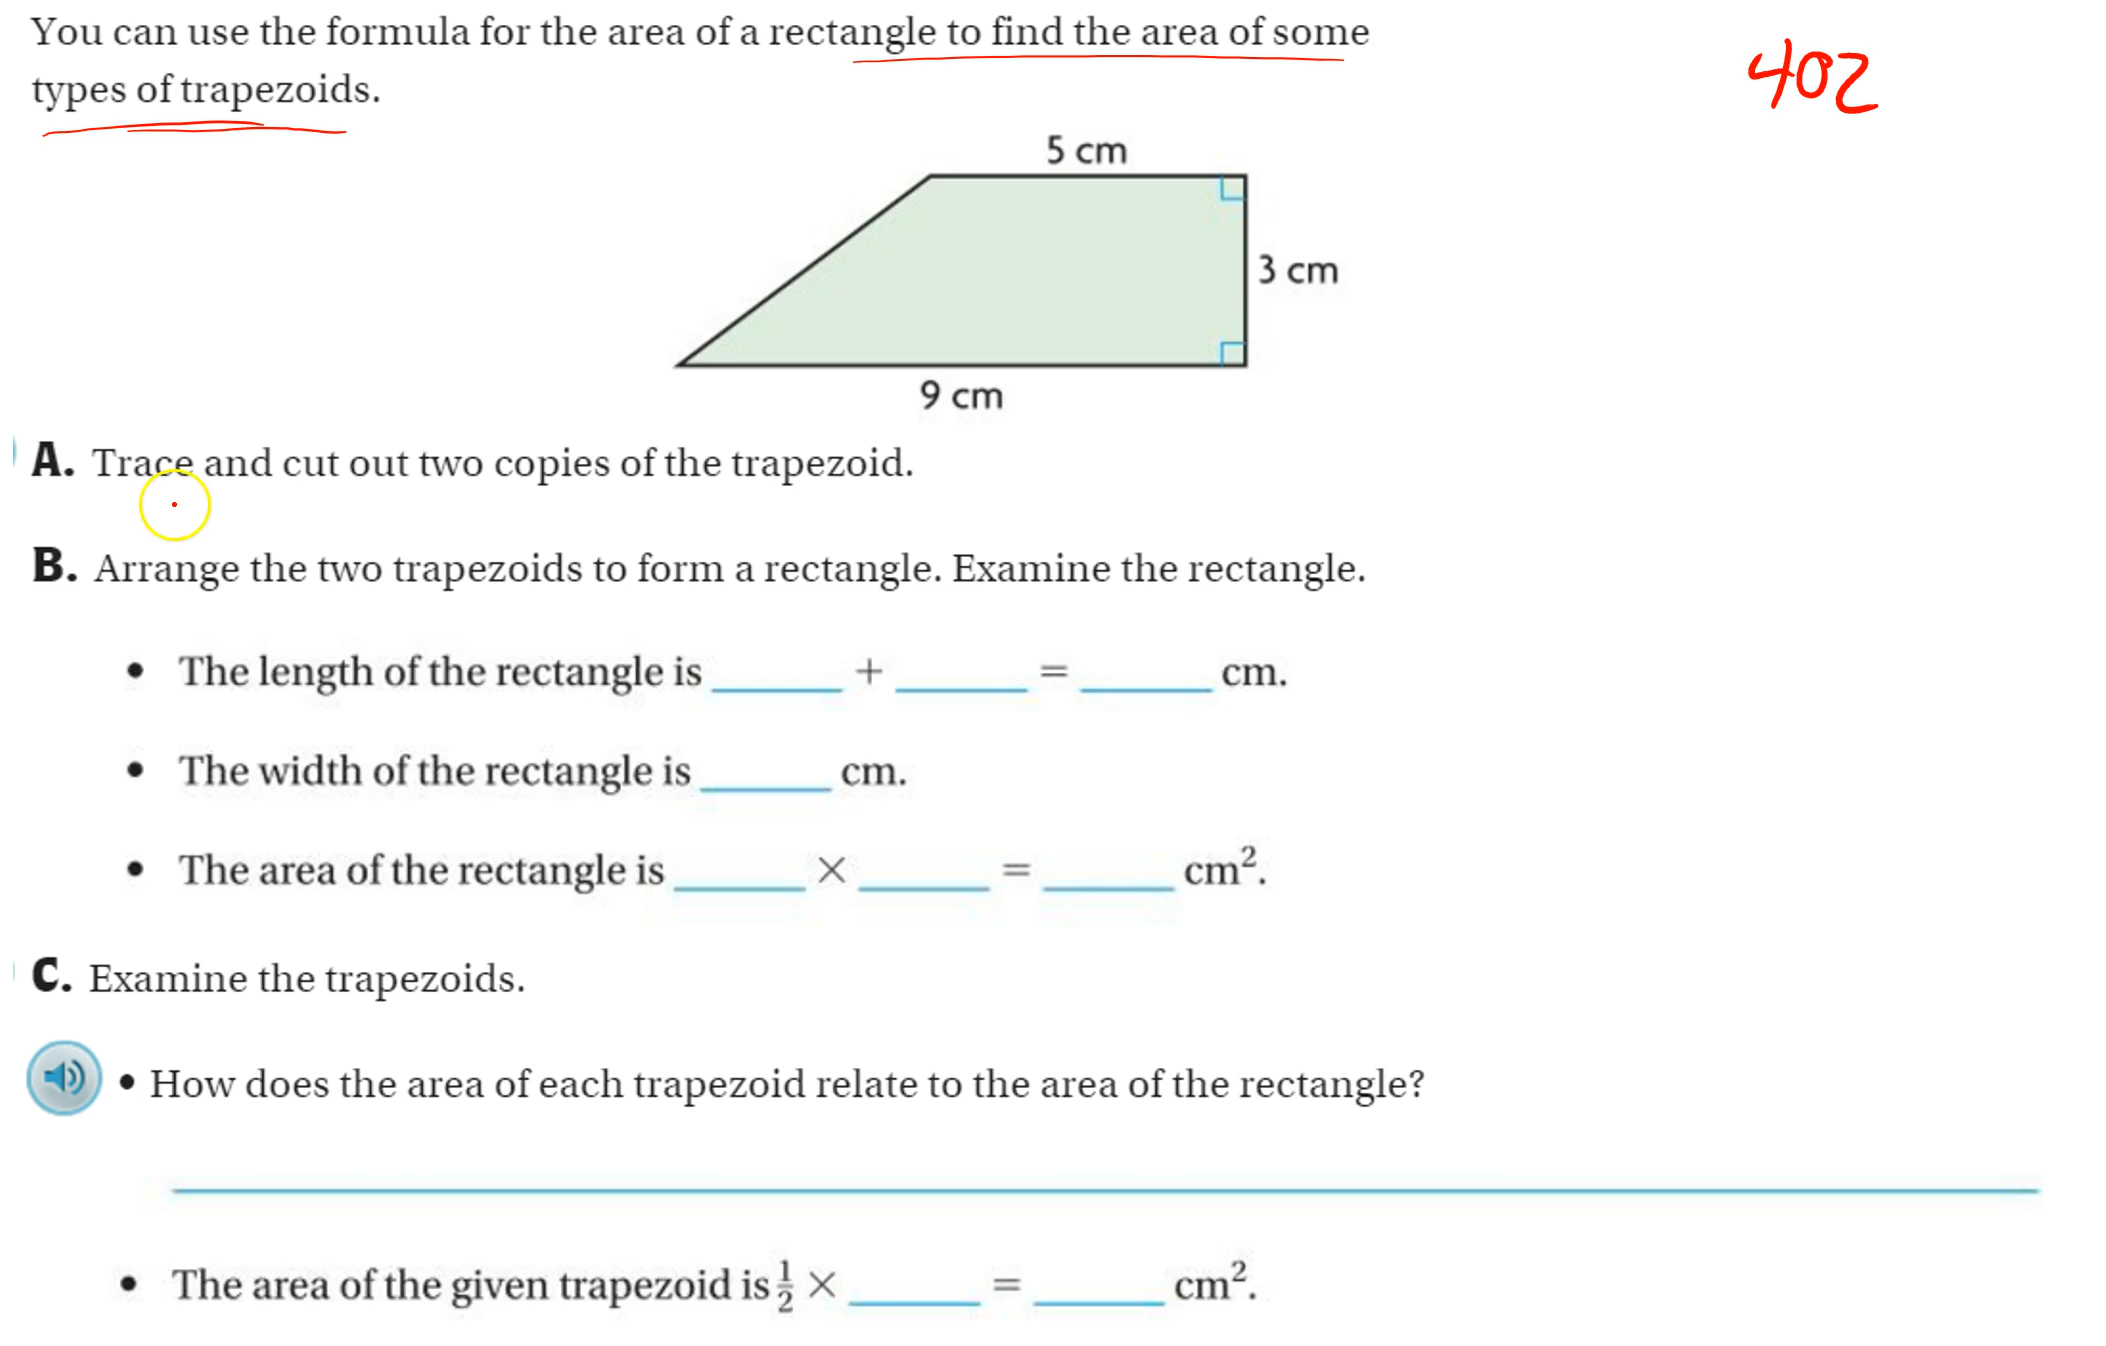 You can use the formula for the area of a rectangle to find the area of some
types of trapezoids.
402
5 cm
3 cm
9 cm
A. Trace and cut out two copies of the trapezoid.
B. Arrange the two trapezoids to form a rectangle. Examine the rectangle.
• The length of the rectangle is ______ + ______ = ______ cm.
• The width of the rectangle is ______ cm.
• The area of the rectangle is ______ × ______ = ______ cm².
C. Examine the trapezoids.
• How does the area of each trapezoid relate to the area of the rectangle?
• The area of the given trapezoid is ½ × ______ = ______ cm².